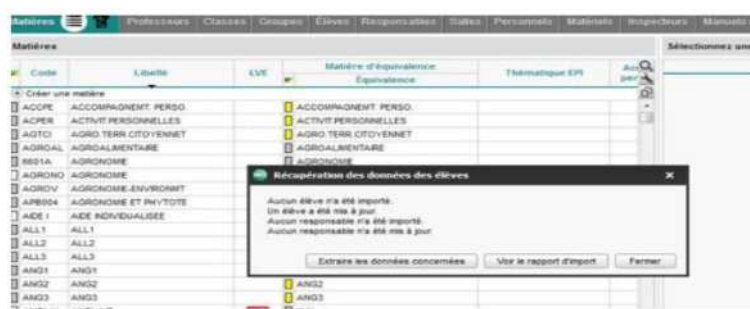 Matières Professeurs Classes Groupes Élèves Responsables Salles Personnels Matériels Inspecteurs Manuels
Matières Sélectionnez une
Code Libellé LVE Matière d'équivalence Thématique EPI
Équivalence
Créer une matière
ACCPE ACCOMPAGNEMT. PERSO. ACCOMPAGNEMT. PERSO.
ACPER ACTIVIT.PERSONNELLES ACTIVIT.PERSONNELLES
AGTCI AGRO.TERR.CITOYENNET AGRO.TERR.CITOYENNET
AGROAL AGROALIMENTAIRE AGROALIMENTAIRE
6601A AGRONOMIE AGRONOMIE
AGRONO AGRONOMIE
AGROV AGRONOMIE-ENVIRONMT
APB004 AGRONOMIE ET PHYTOTE
AIDE I AIDE INDIVIDUALISEE
ALL1 ALL1
ALL2 ALL2
ALL3 ALL3
ANG1 ANG1
ANG2 ANG2 ANG2
ANG3 ANG3 ANG3
Récupération des données des élèves
Aucun élève n'a été importé.
Un élève a été mis à jour.
Aucun responsable n'a été importé.
Aucun responsable n'a été mis à jour
Extraire les données concernées Voir le rapport d'import Fermer